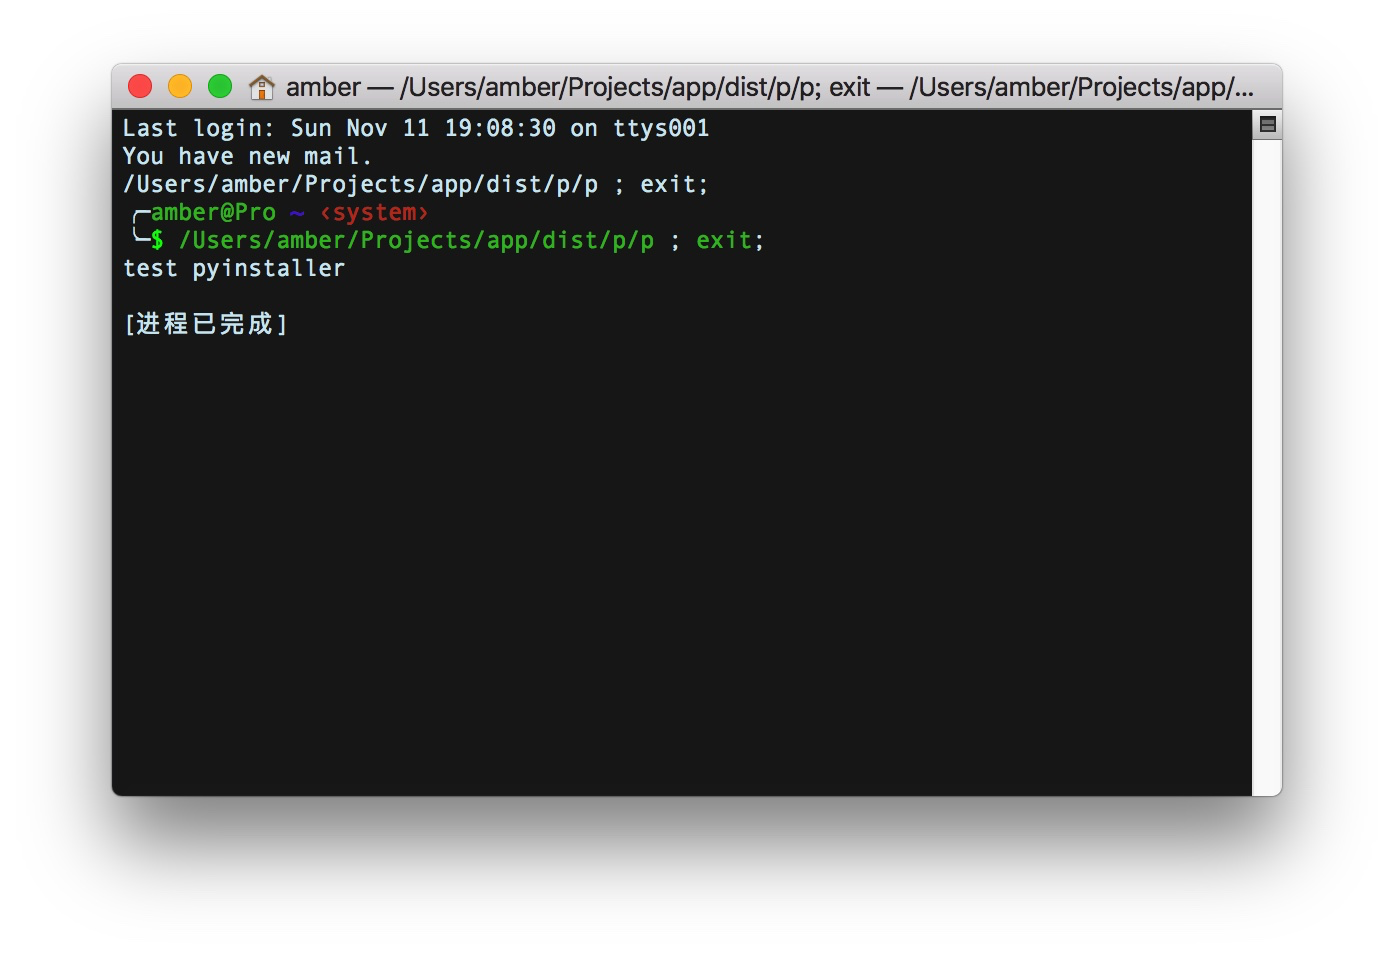 amber — /Users/amber/Projects/app/dist/p/p; exit — /Users/amber/Projects/app/...
Last login: Sun Nov 11 19:08:30 on ttys001
You have new mail.
/Users/amber/Projects/app/dist/p/p ; exit;
╭─amber@Pro ~ ‹system›
╰─$ /Users/amber/Projects/app/dist/p/p ; exit;
test pyinstaller
[进程已完成]